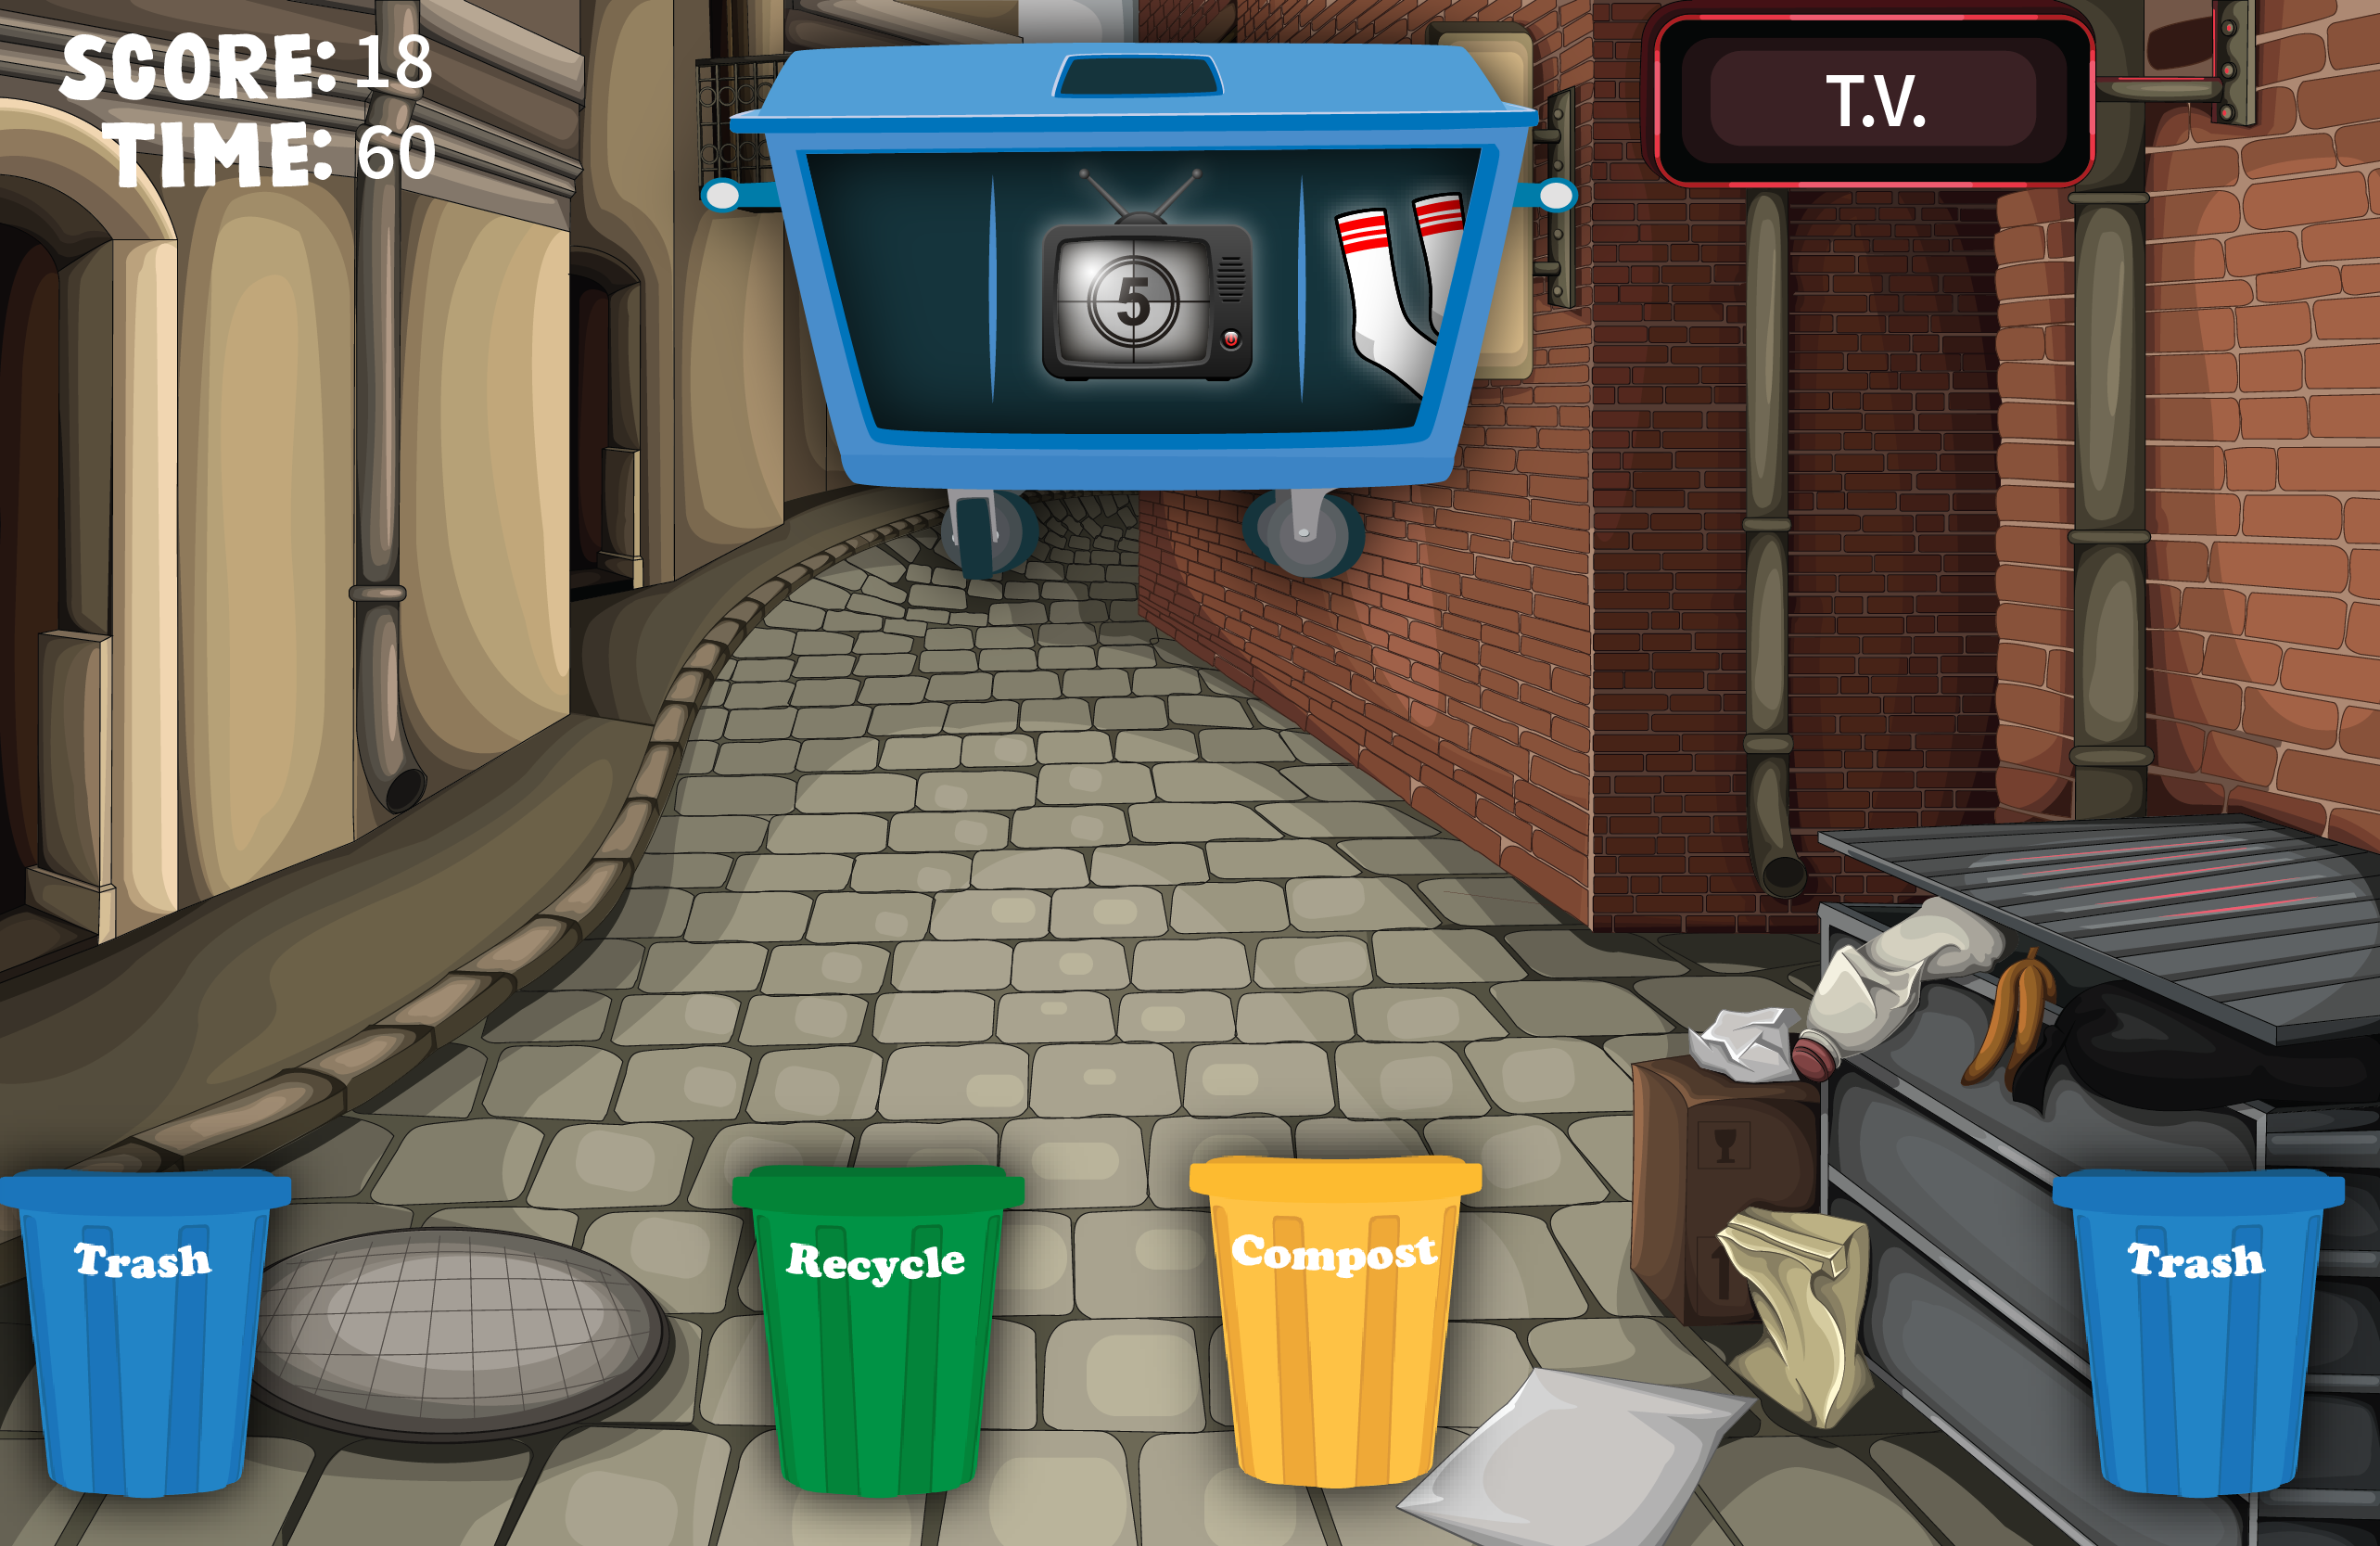 SCORE: 18
TIME: 60
T.V.
5
Trash
Recycle
Compost
Trash